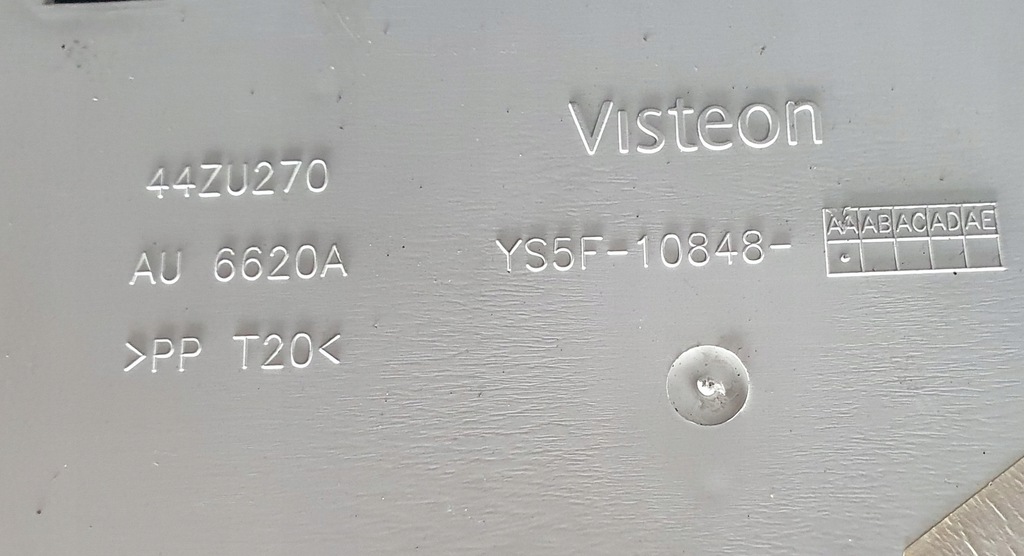 Visteon
44ZU270
AU 6620A
YS5F-10848-
AA AB AC AD AE
>PP T20<